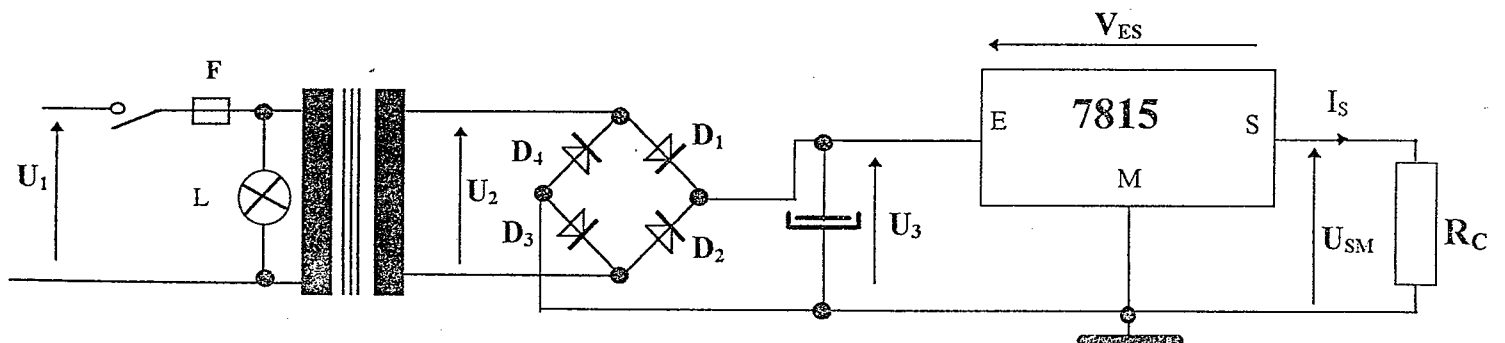 V_ES
F
E 7815 S
I_S
M
U_1
L
U_2
D_4 D_1
D_3 D_2
U_3
U_SM
R_C